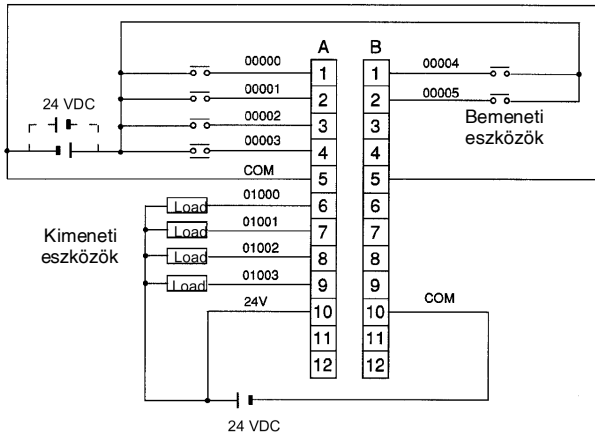 A B
00000 1 1 00004
00001 2 2 00005
24 VDC
00002 3 3 Bemeneti
eszközök
00003 4 4
COM 5 5
Load 01000 6 6
Load 01001 7 7
Kimeneti
eszközök
Load 01002 8 8
Load 01003 9 9
24V 10 10 COM
11 11
12 12
24 VDC